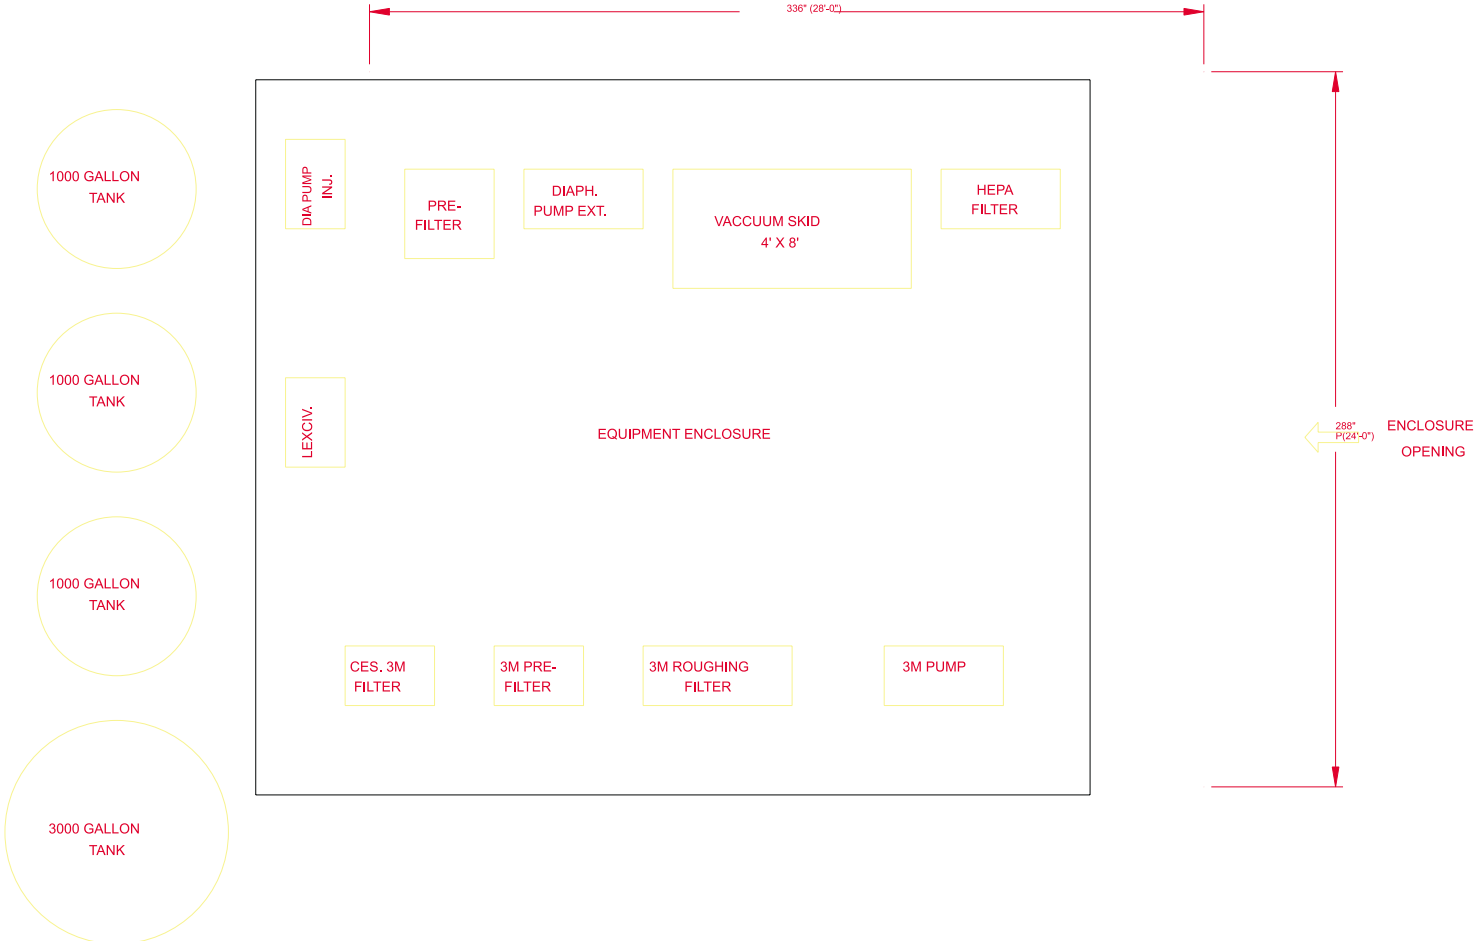 336" (28'-0")
1000 GALLON
TANK
DIA PUMP
INJ.
PRE-
FILTER
DIAPH.
PUMP EXT.
VACCUUM SKID
4' X 8'
HEPA
FILTER
1000 GALLON
TANK
LEXCIV.
EQUIPMENT ENCLOSURE
288"
P(24'-0")
ENCLOSURE
OPENING
1000 GALLON
TANK
CES. 3M
FILTER
3M PRE-
FILTER
3M ROUGHING
FILTER
3M PUMP
3000 GALLON
TANK